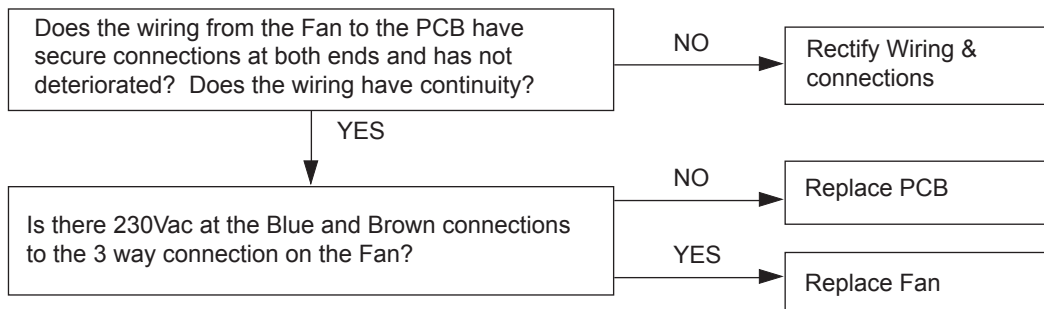 Does the wiring from the Fan to the PCB have
secure connections at both ends and has not
deteriorated?  Does the wiring have continuity?
NO
Rectify Wiring &
connections
YES
Is there 230Vac at the Blue and Brown connections
to the 3 way connection on the Fan?
NO
Replace PCB
YES
Replace Fan